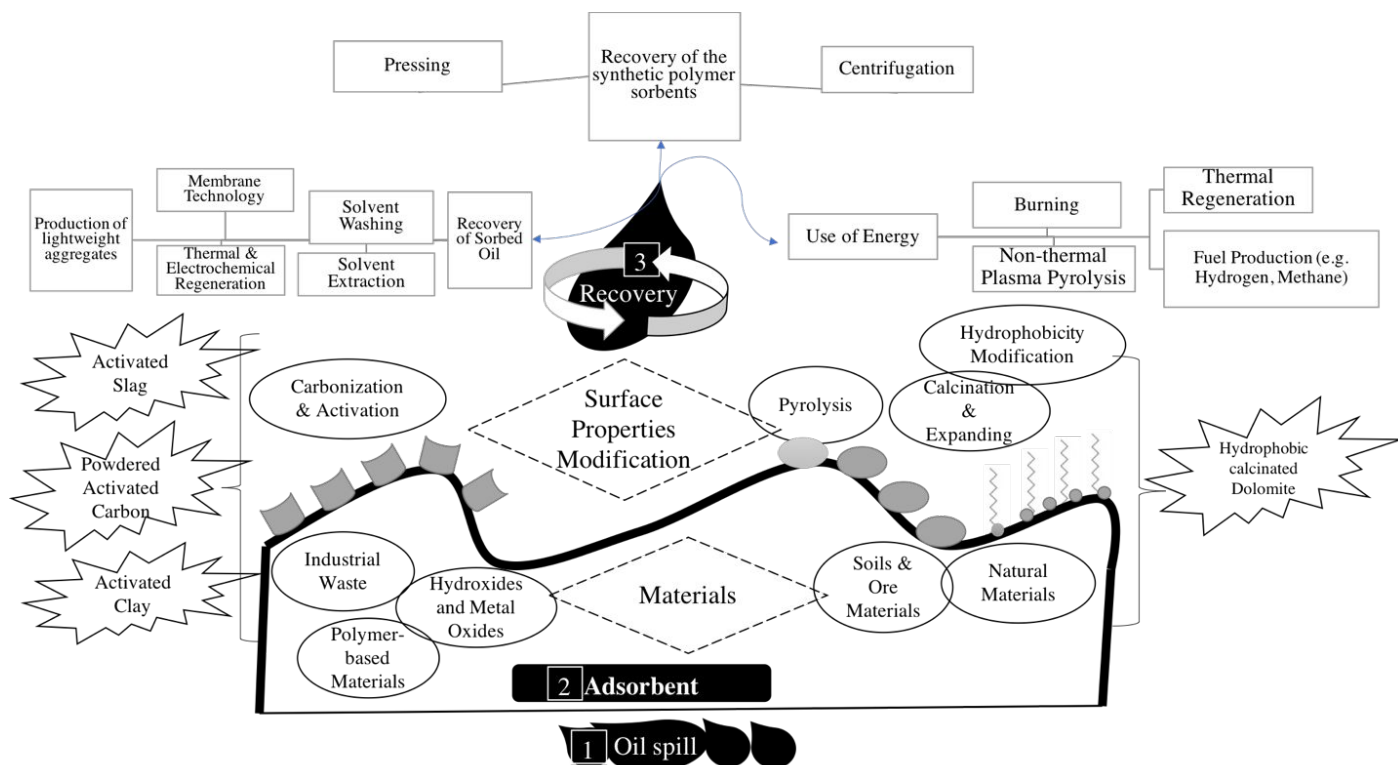 Pressing
Recovery of the
synthetic polymer
sorbents
Centrifugation
Production of
lightweight
aggregates
Membrane
Technology
Thermal &
Electrochemical
Regeneration
Solvent
Washing
Solvent
Extraction
Recovery
of Sorbed
Oil
Use of Energy
Burning
Non-thermal
Plasma Pyrolysis
Thermal
Regeneration
Fuel Production (e.g.
Hydrogen, Methane)
3
Recovery
Activated
Slag
Powdered
Activated
Carbon
Activated
Clay
Carbonization
& Activation
Surface
Properties
Modification
Pyrolysis
Hydrophobicity
Modification
Calcination
&
Expanding
Hydrophobic
calcinated
Dolomite
Industrial
Waste
Hydroxides
and Metal
Oxides
Polymer-
based
Materials
Materials
Soils &
Ore
Materials
Natural
Materials
2 Adsorbent
1 Oil spill